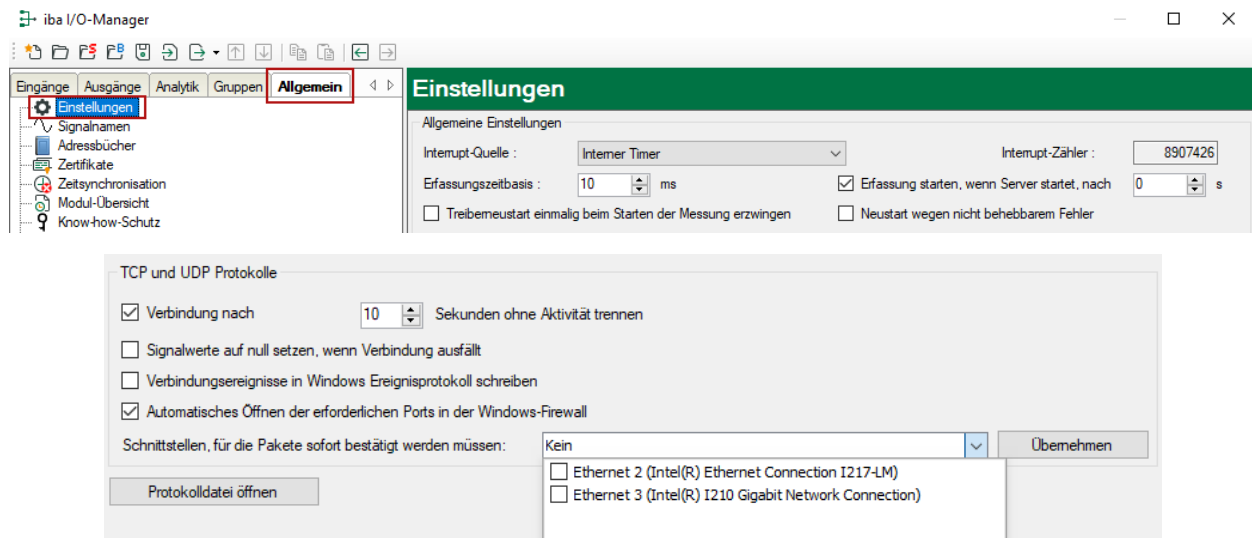 iba I/O-Manager
Eingänge Ausgänge Analytik Gruppen Allgemein
Einstellungen
Signalnamen
Adressbücher
Zertifikate
Zeitsynchronisation
Modul-Übersicht
Know-how-Schutz
Einstellungen
Allgemeine Einstellungen
Interrupt-Quelle : Interner Timer Interrupt-Zähler : 8907426
Erfassungszeitbasis : 10 ms Erfassung starten, wenn Server startet, nach 0 s
Treiberneustart einmalig beim Starten der Messung erzwingen Neustart wegen nicht behebbarem Fehler
TCP und UDP Protokolle
Verbindung nach 10 Sekunden ohne Aktivität trennen
Signalwerte auf null setzen, wenn Verbindung ausfällt
Verbindungsereignisse in Windows Ereignisprotokoll schreiben
Automatisches Öffnen der erforderlichen Ports in der Windows-Firewall
Schnittstellen, für die Pakete sofort bestätigt werden müssen: Kein Übernehmen
Ethernet 2 (Intel(R) Ethernet Connection I217-LM)
Ethernet 3 (Intel(R) I210 Gigabit Network Connection)
Protokolldatei öffnen